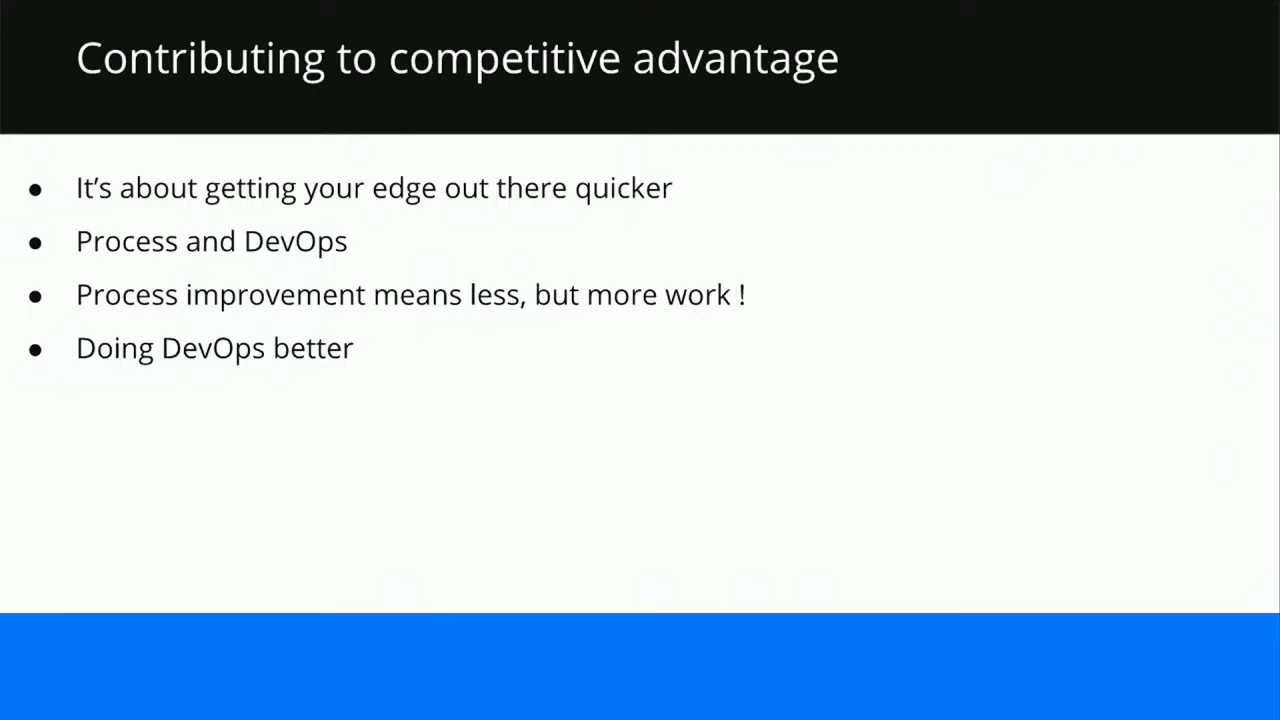 Contributing to competitive advantage
● It’s about getting your edge out there quicker
● Process and DevOps
● Process improvement means less, but more work !
● Doing DevOps better